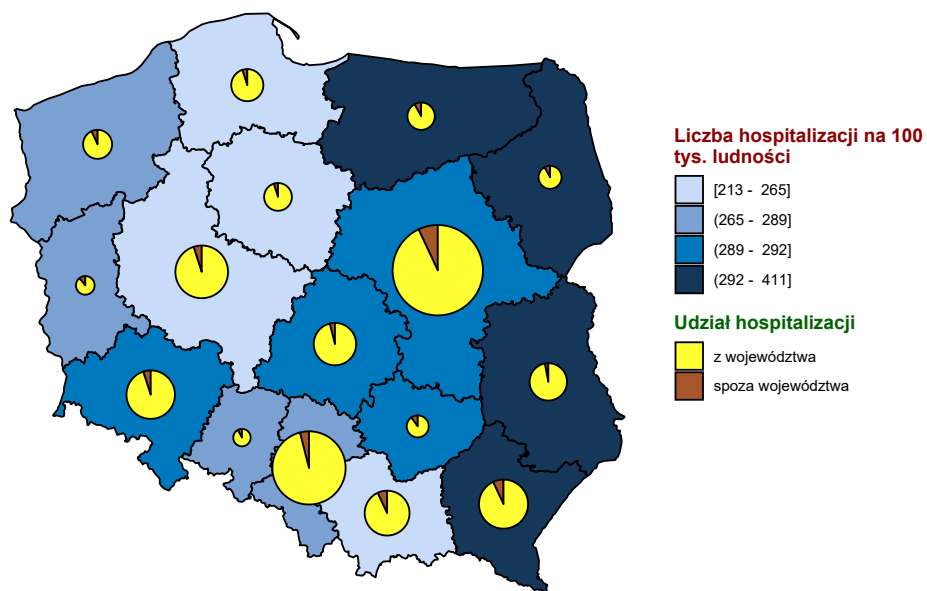 Liczba hospitalizacji na 100
tys. ludności
[213 - 265]
(265 - 289]
(289 - 292]
(292 - 411]
Udział hospitalizacji
z województwa
spoza województwa